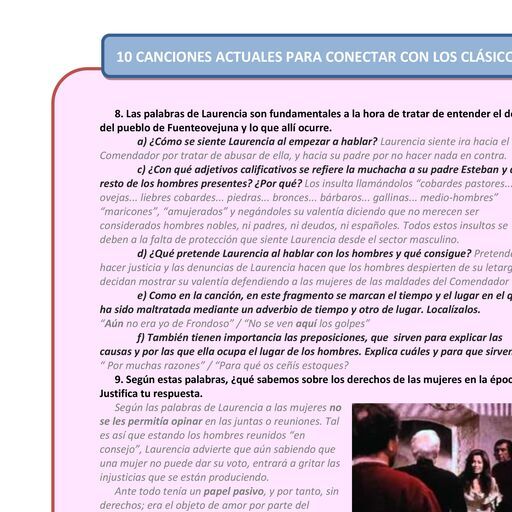 10 CANCIONES ACTUALES PARA CONECTAR CON LOS CLÁSICO
8. Las palabras de Laurencia son fundamentales a la hora de tratar de entender el d
del pueblo de Fuenteovejuna y lo que allí ocurre.
a) ¿Cómo se siente Laurencia al empezar a hablar? Laurencia siente ira hacia el
Comendador por tratar de abusar de ella, y hacia su padre por no hacer nada en contra.
c) ¿Con qué adjetivos calificativos se refiere la muchacha a su padre Esteban y
resto de los hombres presentes? ¿Por qué? Los insulta llamándolos “cobardes pastores...
ovejas... liebres cobardes... piedras... bronces... bárbaros... gallinas... medio-hombres”
“maricones”, “amujerados” y negándoles su valentía diciendo que no merecen ser
considerados hombres nobles, ni padres, ni deudos, ni españoles. Todos estos insultos se
deben a la falta de protección que siente Laurencia desde el sector masculino.
d) ¿Qué pretende Laurencia al hablar con los hombres y qué consigue? Pretend
hacer justicia y las denuncias de Laurencia hacen que los hombres despierten de su letar
decidan mostrar su valentía defendiendo a las mujeres de las maldades del Comendador
e) Como en la canción, en este fragmento se marcan el tiempo y el lugar en el q
ha sido maltratada mediante un adverbio de tiempo y otro de lugar. Localízalos.
“Aún no era yo de Frondoso” / “No se ven aquí los golpes”
f) También tienen importancia las preposiciones, que sirven para explicar las
causas y por las que ella ocupa el lugar de los hombres. Explica cuáles y para que sirven
“ Por muchas razones” / “Para qué os ceñís estoques?
9. Según estas palabras, ¿qué sabemos sobre los derechos de las mujeres en la époc
Justifica tu respuesta.
Según las palabras de Laurencia a las mujeres no
se les permitía opinar en las juntas o reuniones. Tal
es así que estando los hombres reunidos “en
consejo”, Laurencia advierte que aún sabiendo que
una mujer no puede dar su voto, entrará a gritar las
injusticias que se están produciendo.
Ante todo tenía un papel pasivo, y por tanto, sin
derechos; era el objeto de amor por parte del